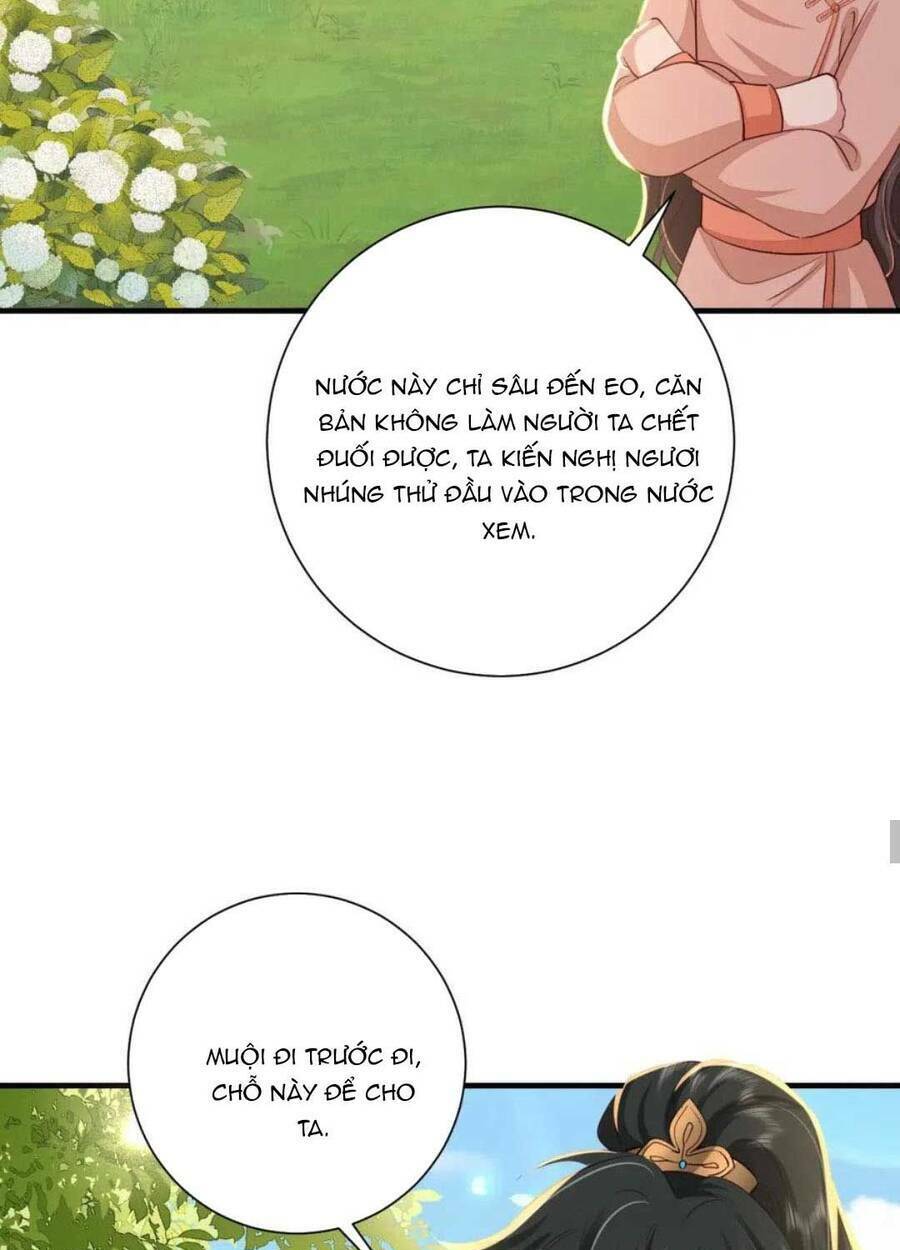 NƯỚC NÀY CHỈ SÂU ĐẾN EO, CĂN
BẢN KHÔNG LÀM NGƯỜI TA CHẾT
ĐUỐI ĐƯỢC, TA KIẾN NGHỊ NGƯƠI
NHÚNG THỬ ĐẦU VÀO TRONG NƯỚC
XEM.
MUỘI ĐI TRƯỚC ĐI,
CHỖ NÀY ĐỂ CHO
TA.